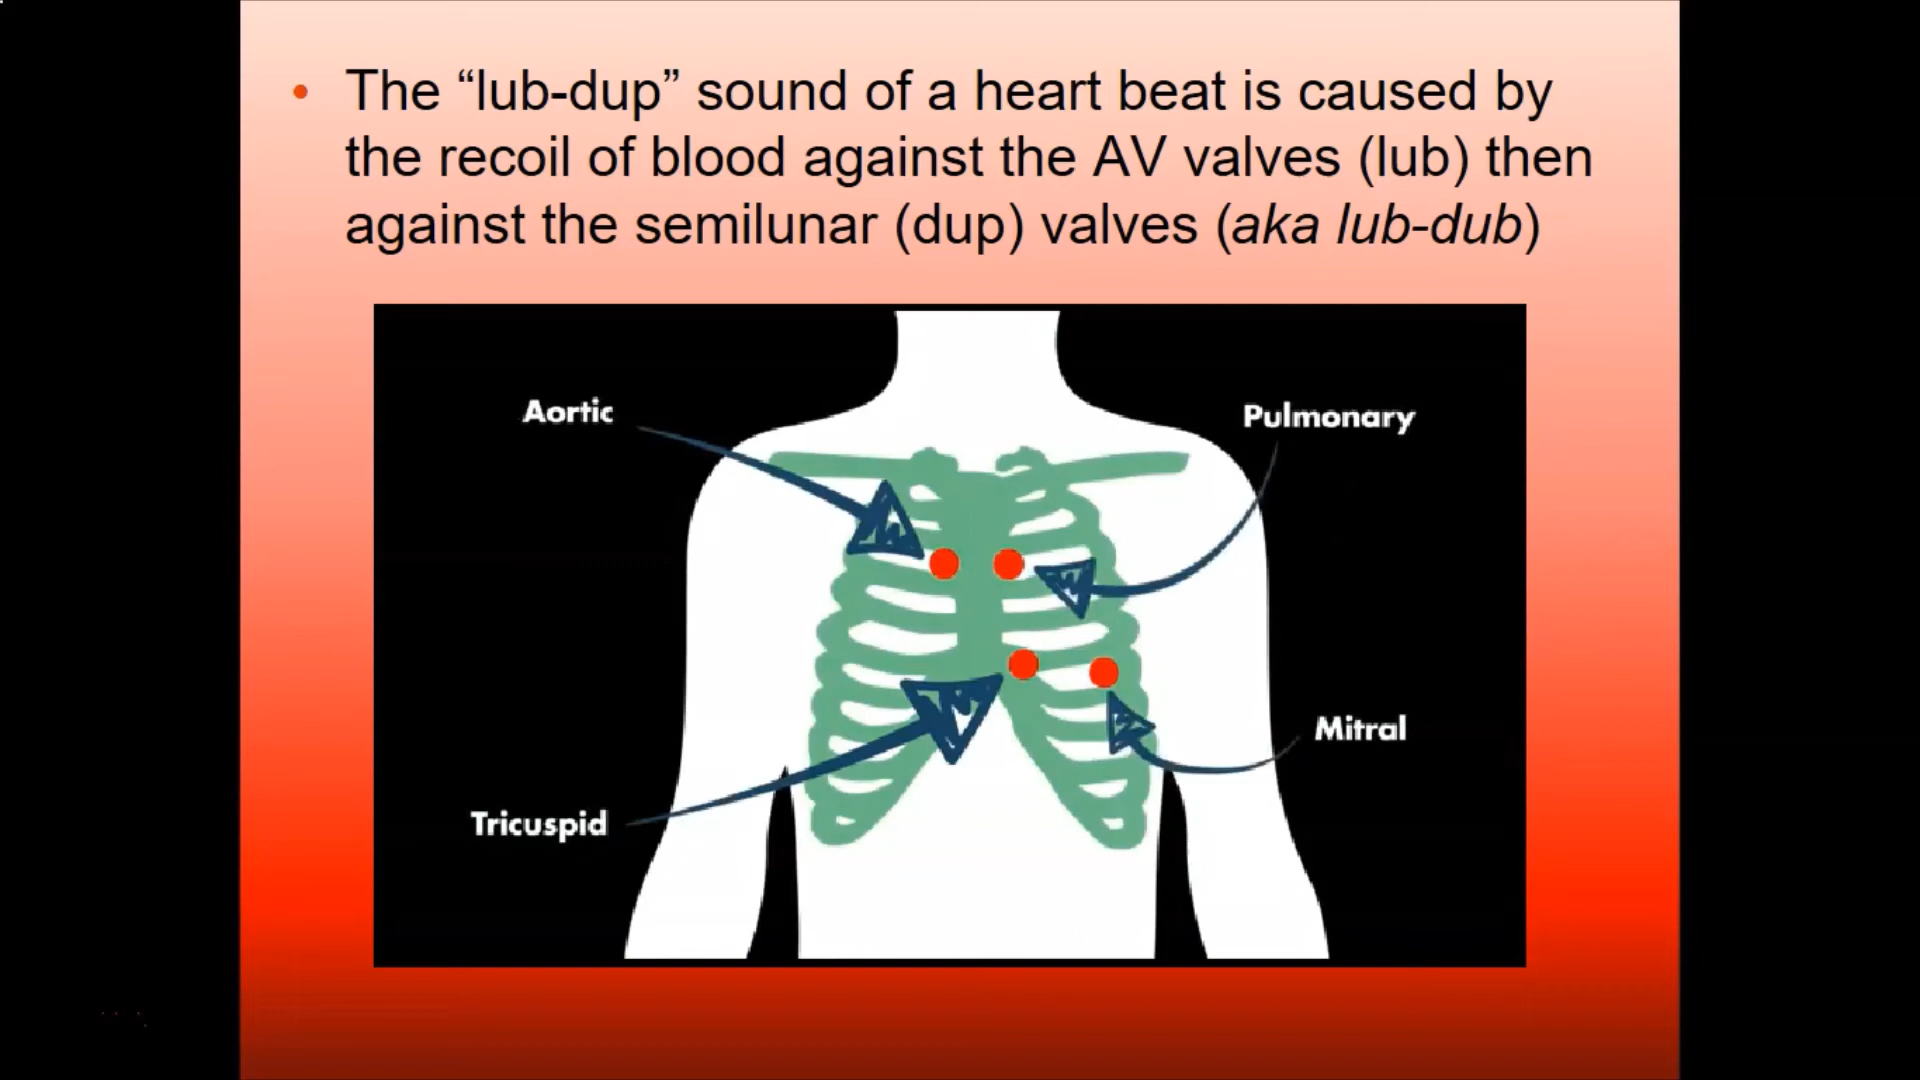 • The “lub-dup” sound of a heart beat is caused by
the recoil of blood against the AV valves (lub) then
against the semilunar (dup) valves (aka lub-dub)
Aortic
Pulmonary
Mitral
Tricuspid